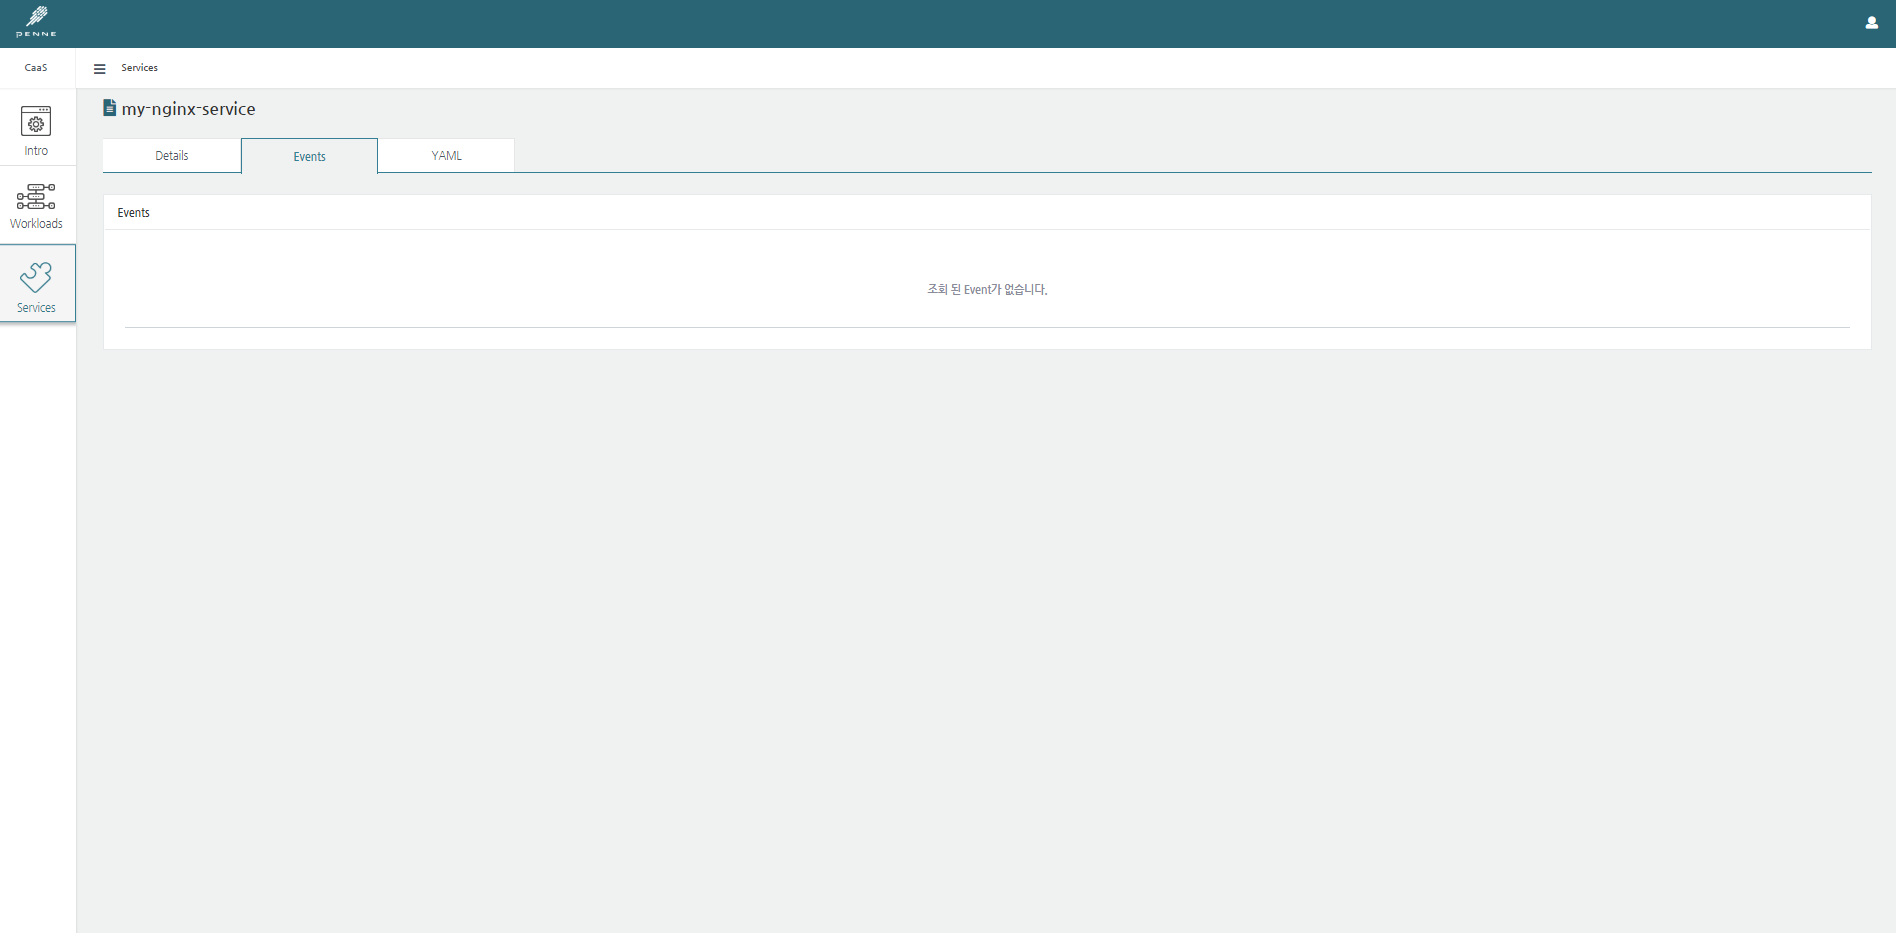 PENNE
CaaS
Services
my-nginx-service
Intro
Details
Events
YAML
Workloads
Events
조회 된 Event가 없습니다.
Services